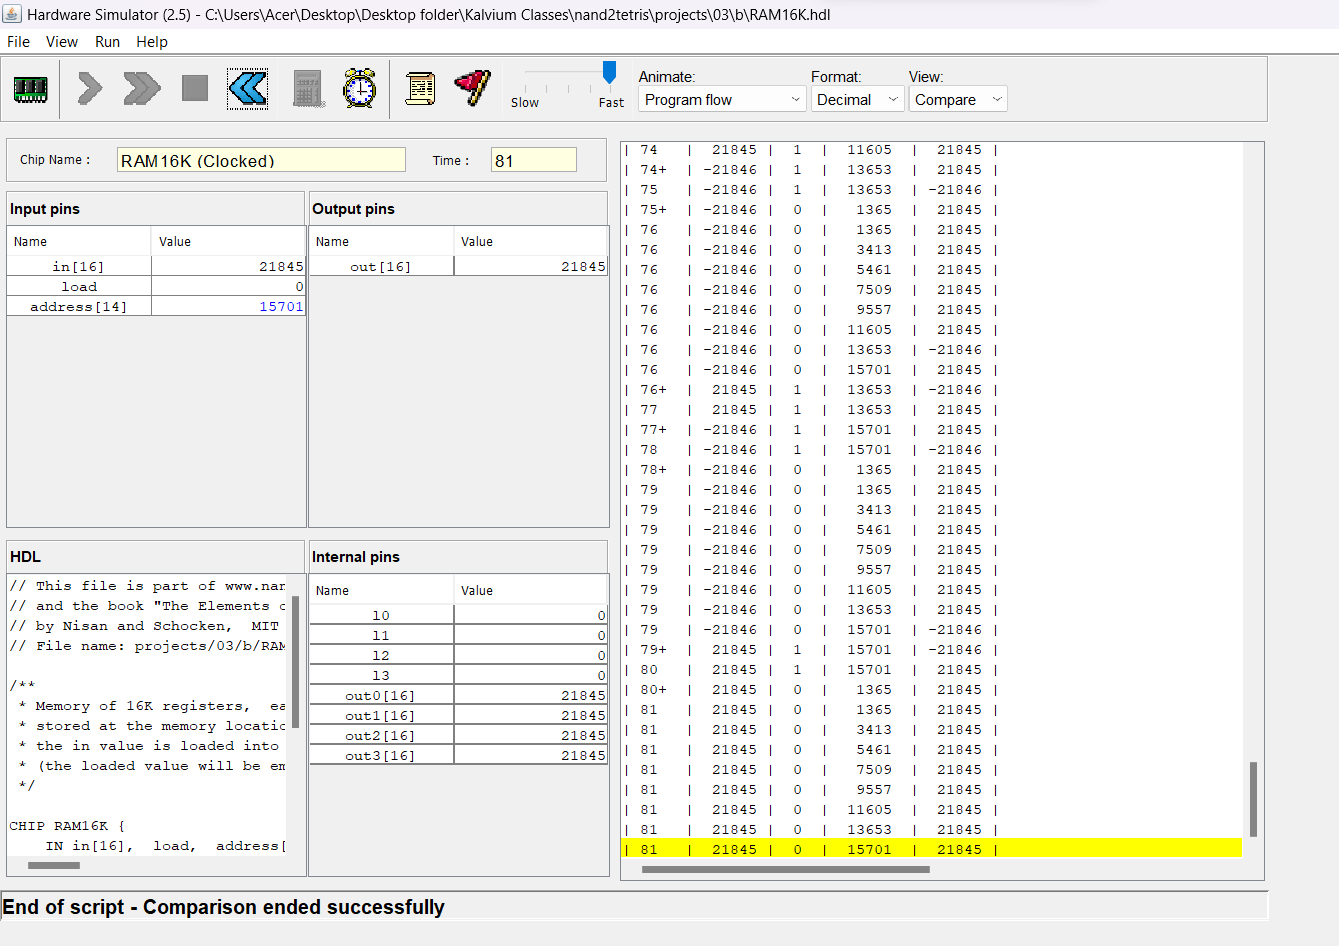 Hardware Simulator (2.5) - C:\Users\Acer\Desktop\Desktop folder\Kalvium Classes\nand2tetris\projects\03\b\RAM16K.hdl
File View Run Help
Slow Fast
Animate: Format: View:
Program flow Decimal Compare
Chip Name : RAM16K (Clocked) Time : 81
Input pins
Name Value
in[16] 21845
load 0
address[14] 15701
Output pins
Name Value
out[16] 21845
HDL
// This file is part of www.nan
// and the book "The Elements o
// by Nisan and Schocken, MIT
// File name: projects/03/b/RAM
/**
* Memory of 16K registers, ea
* stored at the memory locatio
* the in value is loaded into
* (the loaded value will be em
*/
CHIP RAM16K {
IN in[16], load, address[
Internal pins
Name Value
l0 0
l1 0
l2 0
l3 0
out0[16] 21845
out1[16] 21845
out2[16] 21845
out3[16] 21845
| 74 | 21845 | 1 | 11605 | 21845 |
| 74+ | -21846 | 1 | 13653 | 21845 |
| 75 | -21846 | 1 | 13653 | -21846 |
| 75+ | -21846 | 0 | 1365 | 21845 |
| 76 | -21846 | 0 | 1365 | 21845 |
| 76 | -21846 | 0 | 3413 | 21845 |
| 76 | -21846 | 0 | 5461 | 21845 |
| 76 | -21846 | 0 | 7509 | 21845 |
| 76 | -21846 | 0 | 9557 | 21845 |
| 76 | -21846 | 0 | 11605 | 21845 |
| 76 | -21846 | 0 | 13653 | -21846 |
| 76 | -21846 | 0 | 15701 | 21845 |
| 76+ | 21845 | 1 | 13653 | -21846 |
| 77 | 21845 | 1 | 13653 | 21845 |
| 77+ | -21846 | 1 | 15701 | 21845 |
| 78 | -21846 | 1 | 15701 | -21846 |
| 78+ | -21846 | 0 | 1365 | 21845 |
| 79 | -21846 | 0 | 1365 | 21845 |
| 79 | -21846 | 0 | 3413 | 21845 |
| 79 | -21846 | 0 | 5461 | 21845 |
| 79 | -21846 | 0 | 7509 | 21845 |
| 79 | -21846 | 0 | 9557 | 21845 |
| 79 | -21846 | 0 | 11605 | 21845 |
| 79 | -21846 | 0 | 13653 | 21845 |
| 79 | -21846 | 0 | 15701 | -21846 |
| 79+ | 21845 | 1 | 15701 | -21846 |
| 80 | 21845 | 1 | 15701 | 21845 |
| 80+ | 21845 | 0 | 1365 | 21845 |
| 81 | 21845 | 0 | 1365 | 21845 |
| 81 | 21845 | 0 | 3413 | 21845 |
| 81 | 21845 | 0 | 5461 | 21845 |
| 81 | 21845 | 0 | 7509 | 21845 |
| 81 | 21845 | 0 | 9557 | 21845 |
| 81 | 21845 | 0 | 11605 | 21845 |
| 81 | 21845 | 0 | 13653 | 21845 |
| 81 | 21845 | 0 | 15701 | 21845 |
End of script - Comparison ended successfully